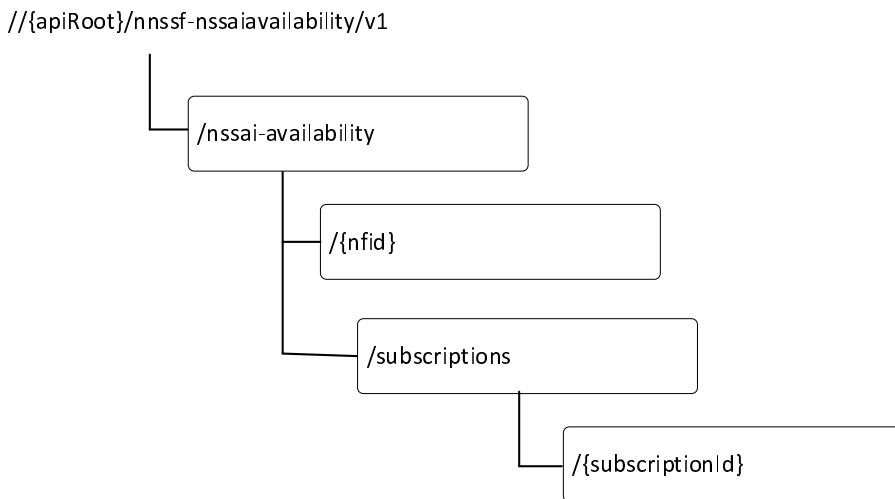 //{apiRoot}/nnssf-nssaiavailability/v1
/nssai-availability
/{nfid}
/subscriptions
/{subscriptionId}